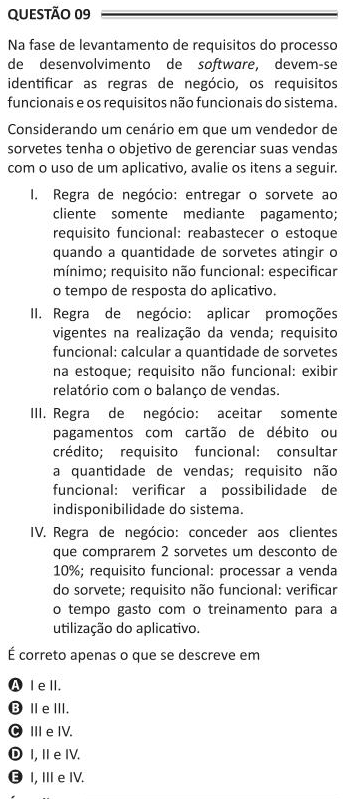 QUESTÃO 09
Na fase de levantamento de requisitos do processo
de desenvolvimento de software, devem-se
identificar as regras de negócio, os requisitos
funcionais e os requisitos não funcionais do sistema.
Considerando um cenário em que um vendedor de
sorvetes tenha o objetivo de gerenciar suas vendas
com o uso de um aplicativo, avalie os itens a seguir.
I. Regra de negócio: entregar o sorvete ao
cliente somente mediante pagamento;
requisito funcional: reabastecer o estoque
quando a quantidade de sorvetes atingir o
mínimo; requisito não funcional: especificar
o tempo de resposta do aplicativo.
II. Regra de negócio: aplicar promoções
vigentes na realização da venda; requisito
funcional: calcular a quantidade de sorvetes
na estoque; requisito não funcional: exibir
relatório com o balanço de vendas.
III. Regra de negócio: aceitar somente
pagamentos com cartão de débito ou
crédito; requisito funcional: consultar
a quantidade de vendas; requisito não
funcional: verificar a possibilidade de
indisponibilidade do sistema.
IV. Regra de negócio: conceder aos clientes
que comprarem 2 sorvetes um desconto de
10%; requisito funcional: processar a venda
do sorvete; requisito não funcional: verificar
o tempo gasto com o treinamento para a
utilização do aplicativo.
É correto apenas o que se descreve em
A I e II.
B II e III.
C III e IV.
D I, II e IV.
E I, III e IV.